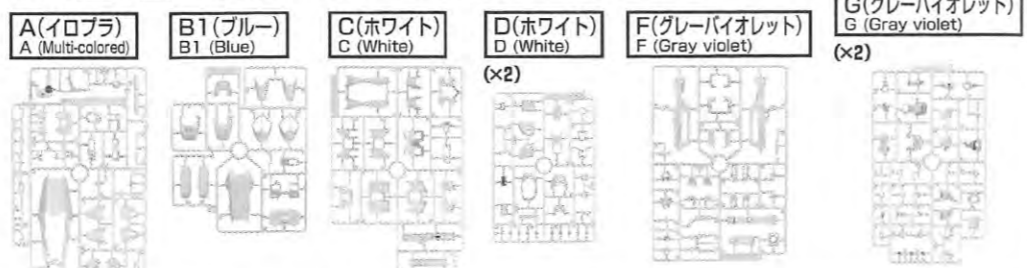 A(イロプラ)
A (Multi-colored)
B1(ブルー)
B1 (Blue)
C(ホワイト)
C (White)
D(ホワイト)
D (White)
(×2)
F(グレーバイオレット)
F (Gray violet)
G(グレーバイオレット)
G (Gray violet)
(×2)